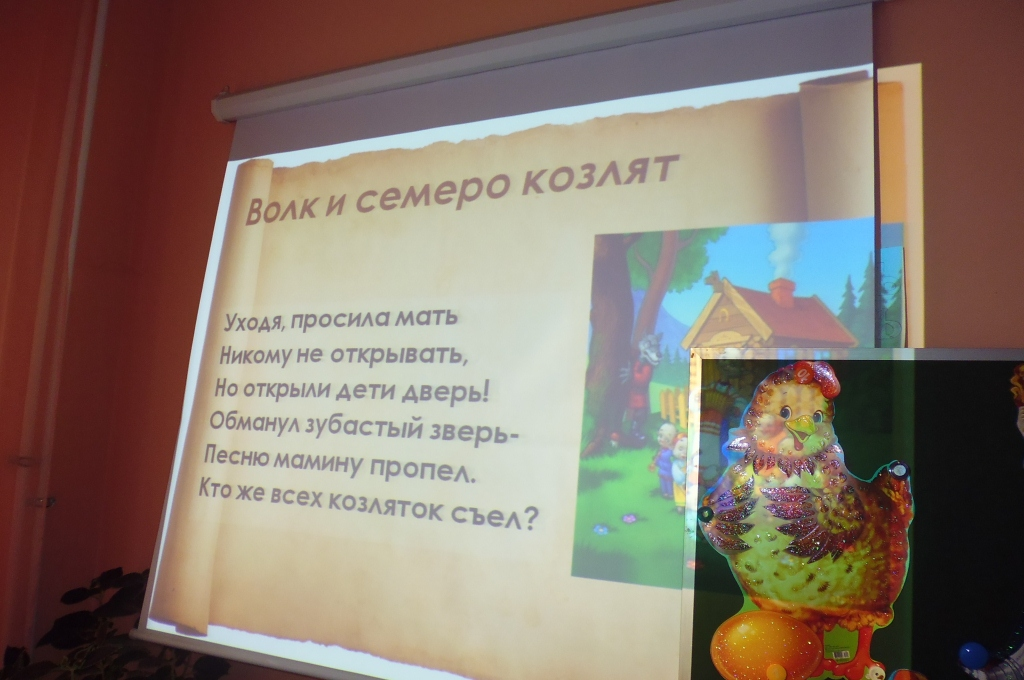 Волк и семеро козлят
Уходя, просила мать
Никому не открывать,
Но открыли дети дверь!
Обманул зубастый зверь-
Песню мамину пропел.
Кто же всех козляток съел?